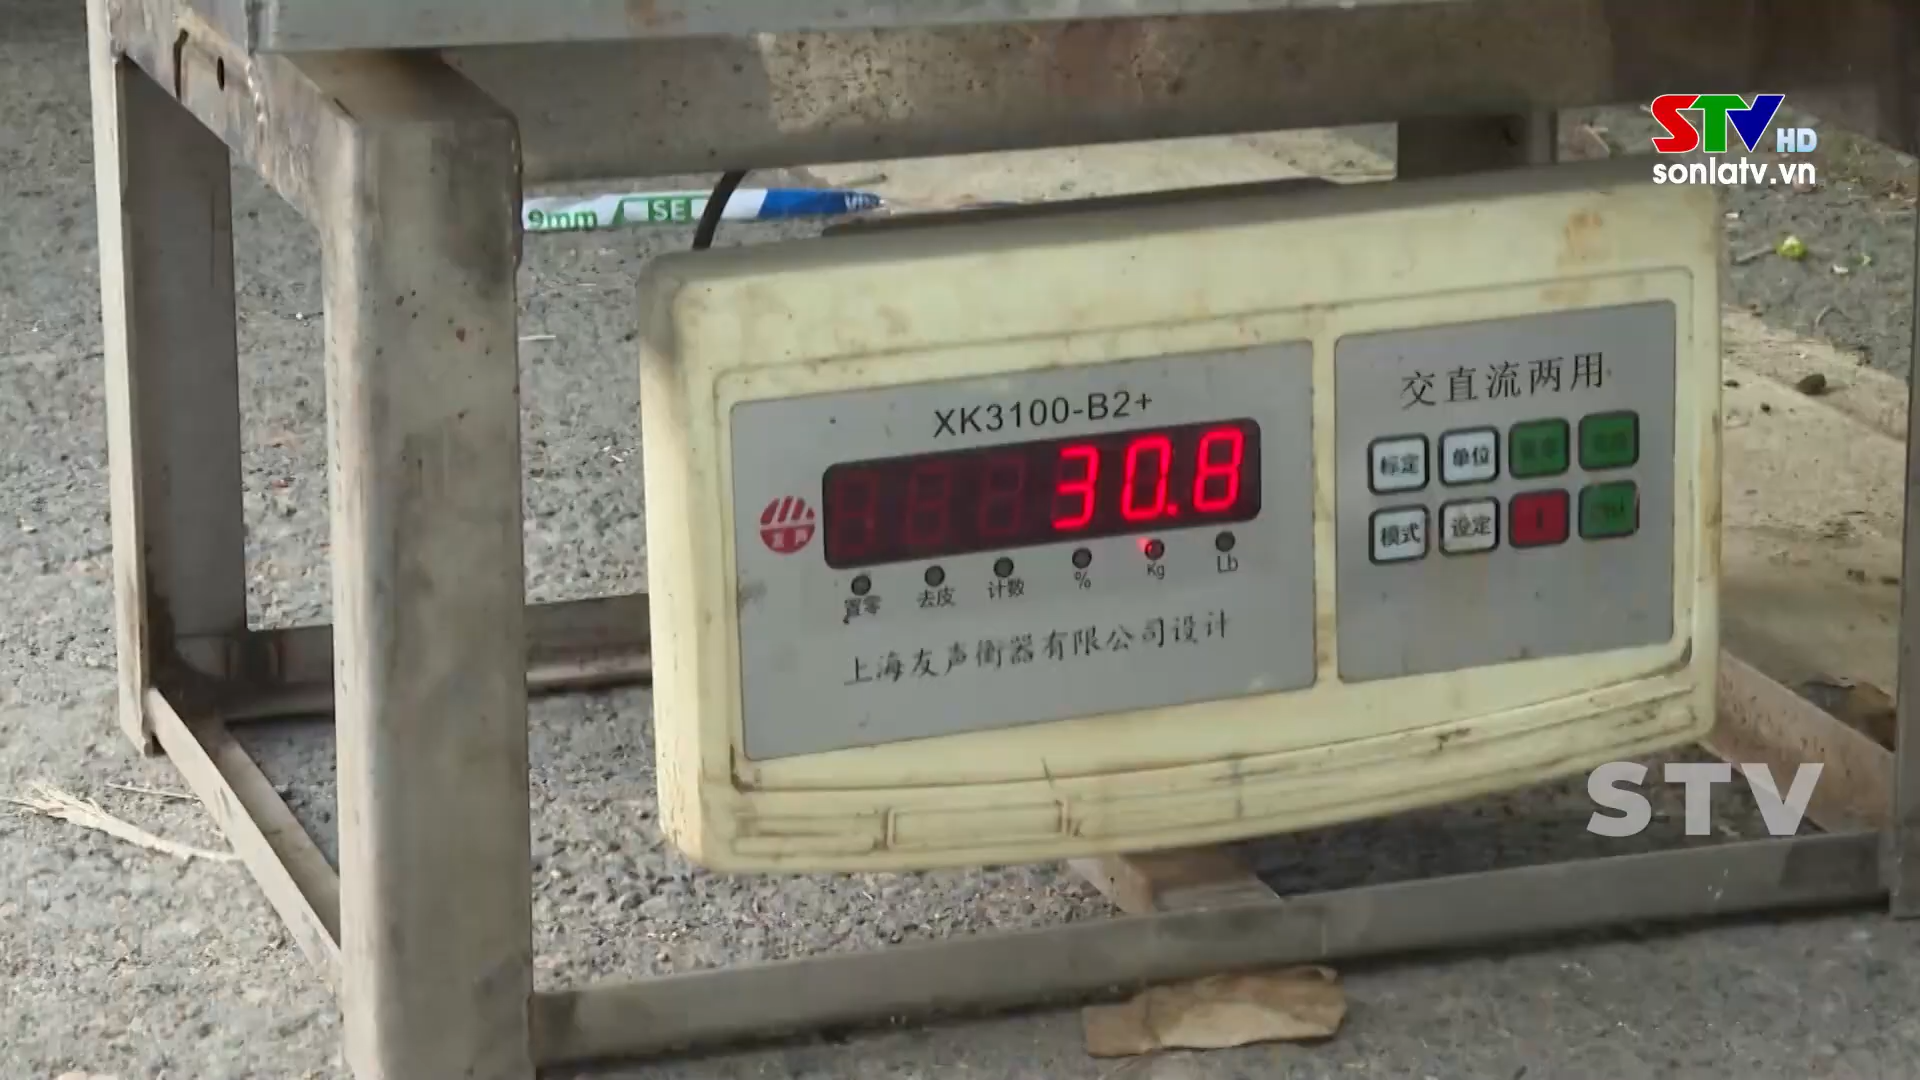 STV HD
sonlatv.vn
9mm SE
XK3100-B2+
30.8
友声
置零 去皮 计数 % Kg Lb
上海友声衡器有限公司设计
交直流两用
标定 单位
模式 设定
STV